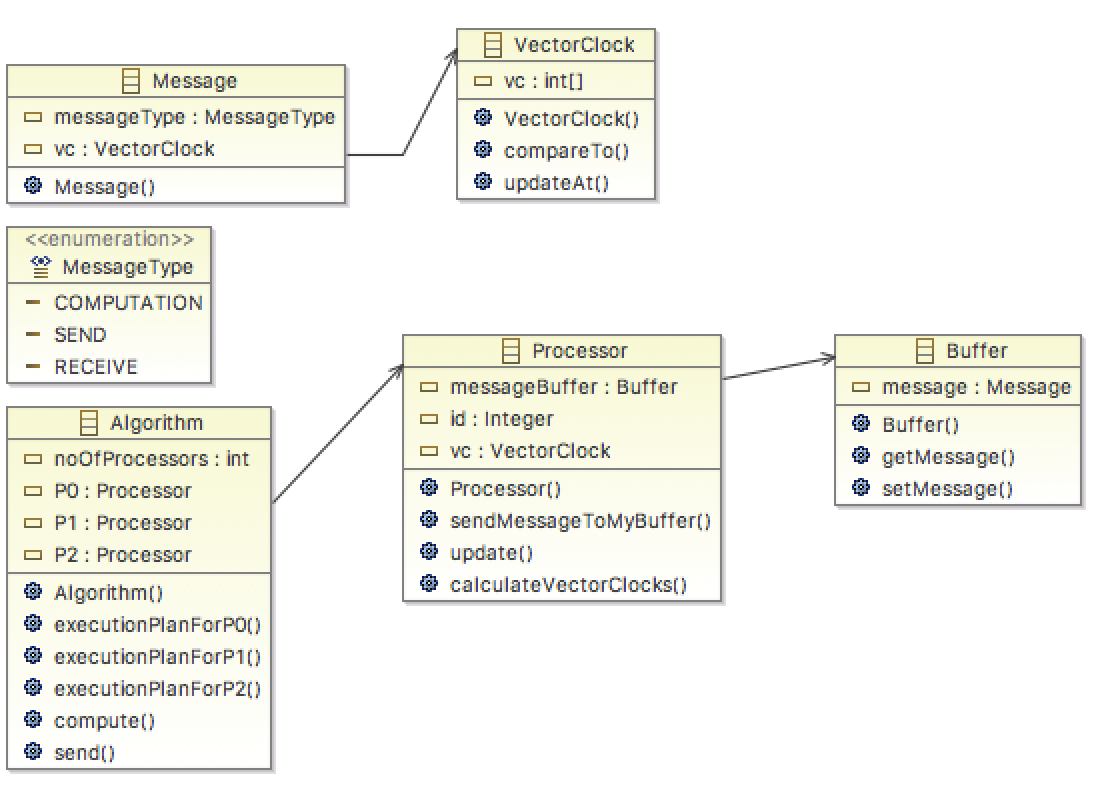 Message
messageType : MessageType
vc : VectorClock
Message()
VectorClock
vc : int[]
VectorClock()
compareTo()
updateAt()
<<enumeration>>
MessageType
COMPUTATION
SEND
RECEIVE
Algorithm
noOfProcessors : int
P0 : Processor
P1 : Processor
P2 : Processor
Algorithm()
executionPlanForP0()
executionPlanForP1()
executionPlanForP2()
compute()
send()
Processor
messageBuffer : Buffer
id : Integer
vc : VectorClock
Processor()
sendMessageToMyBuffer()
update()
calculateVectorClocks()
Buffer
message : Message
Buffer()
getMessage()
setMessage()